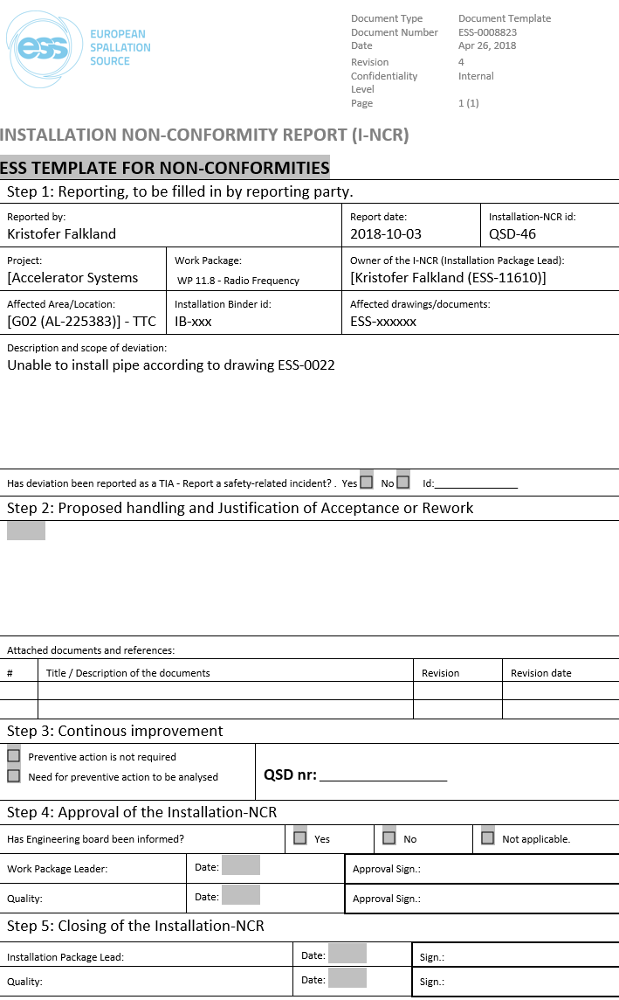 ess
EUROPEAN
SPALLATION
SOURCE
Document Type Document Template
Document Number ESS-0008823
Date Apr 26, 2018
Revision 4
Confidentiality Internal
Level
Page 1 (1)
INSTALLATION NON-CONFORMITY REPORT (I-NCR)
ESS TEMPLATE FOR NON-CONFORMITIES
Step 1: Reporting, to be filled in by reporting party.
Reported by: Report date: Installation-NCR id:
Kristofer Falkland 2018-10-03 QSD-46
Project: Work Package: Owner of the I-NCR (Installation Package Lead):
[Accelerator Systems WP 11.8 - Radio Frequency [Kristofer Falkland (ESS-11610)]
Affected Area/Location: Installation Binder id: Affected drawings/documents:
[G02 (AL-225383)] - TTC IB-xxx ESS-xxxxxx
Description and scope of deviation:
Unable to install pipe according to drawing ESS-0022
Has deviation been reported as a TIA - Report a safety-related incident? . Yes No Id:_______________
Step 2: Proposed handling and Justification of Acceptance or Rework
Attached documents and references:
# Title / Description of the documents Revision Revision date
Step 3: Continous improvement
Preventive action is not required
Need for preventive action to be analysed
QSD nr: ________________
Step 4: Approval of the Installation-NCR
Has Engineering board been informed? Yes No Not applicable.
Work Package Leader: Date: Approval Sign.:
Quality: Date: Approval Sign.:
Step 5: Closing of the Installation-NCR
Installation Package Lead: Date: Sign.:
Quality: Date: Sign.: